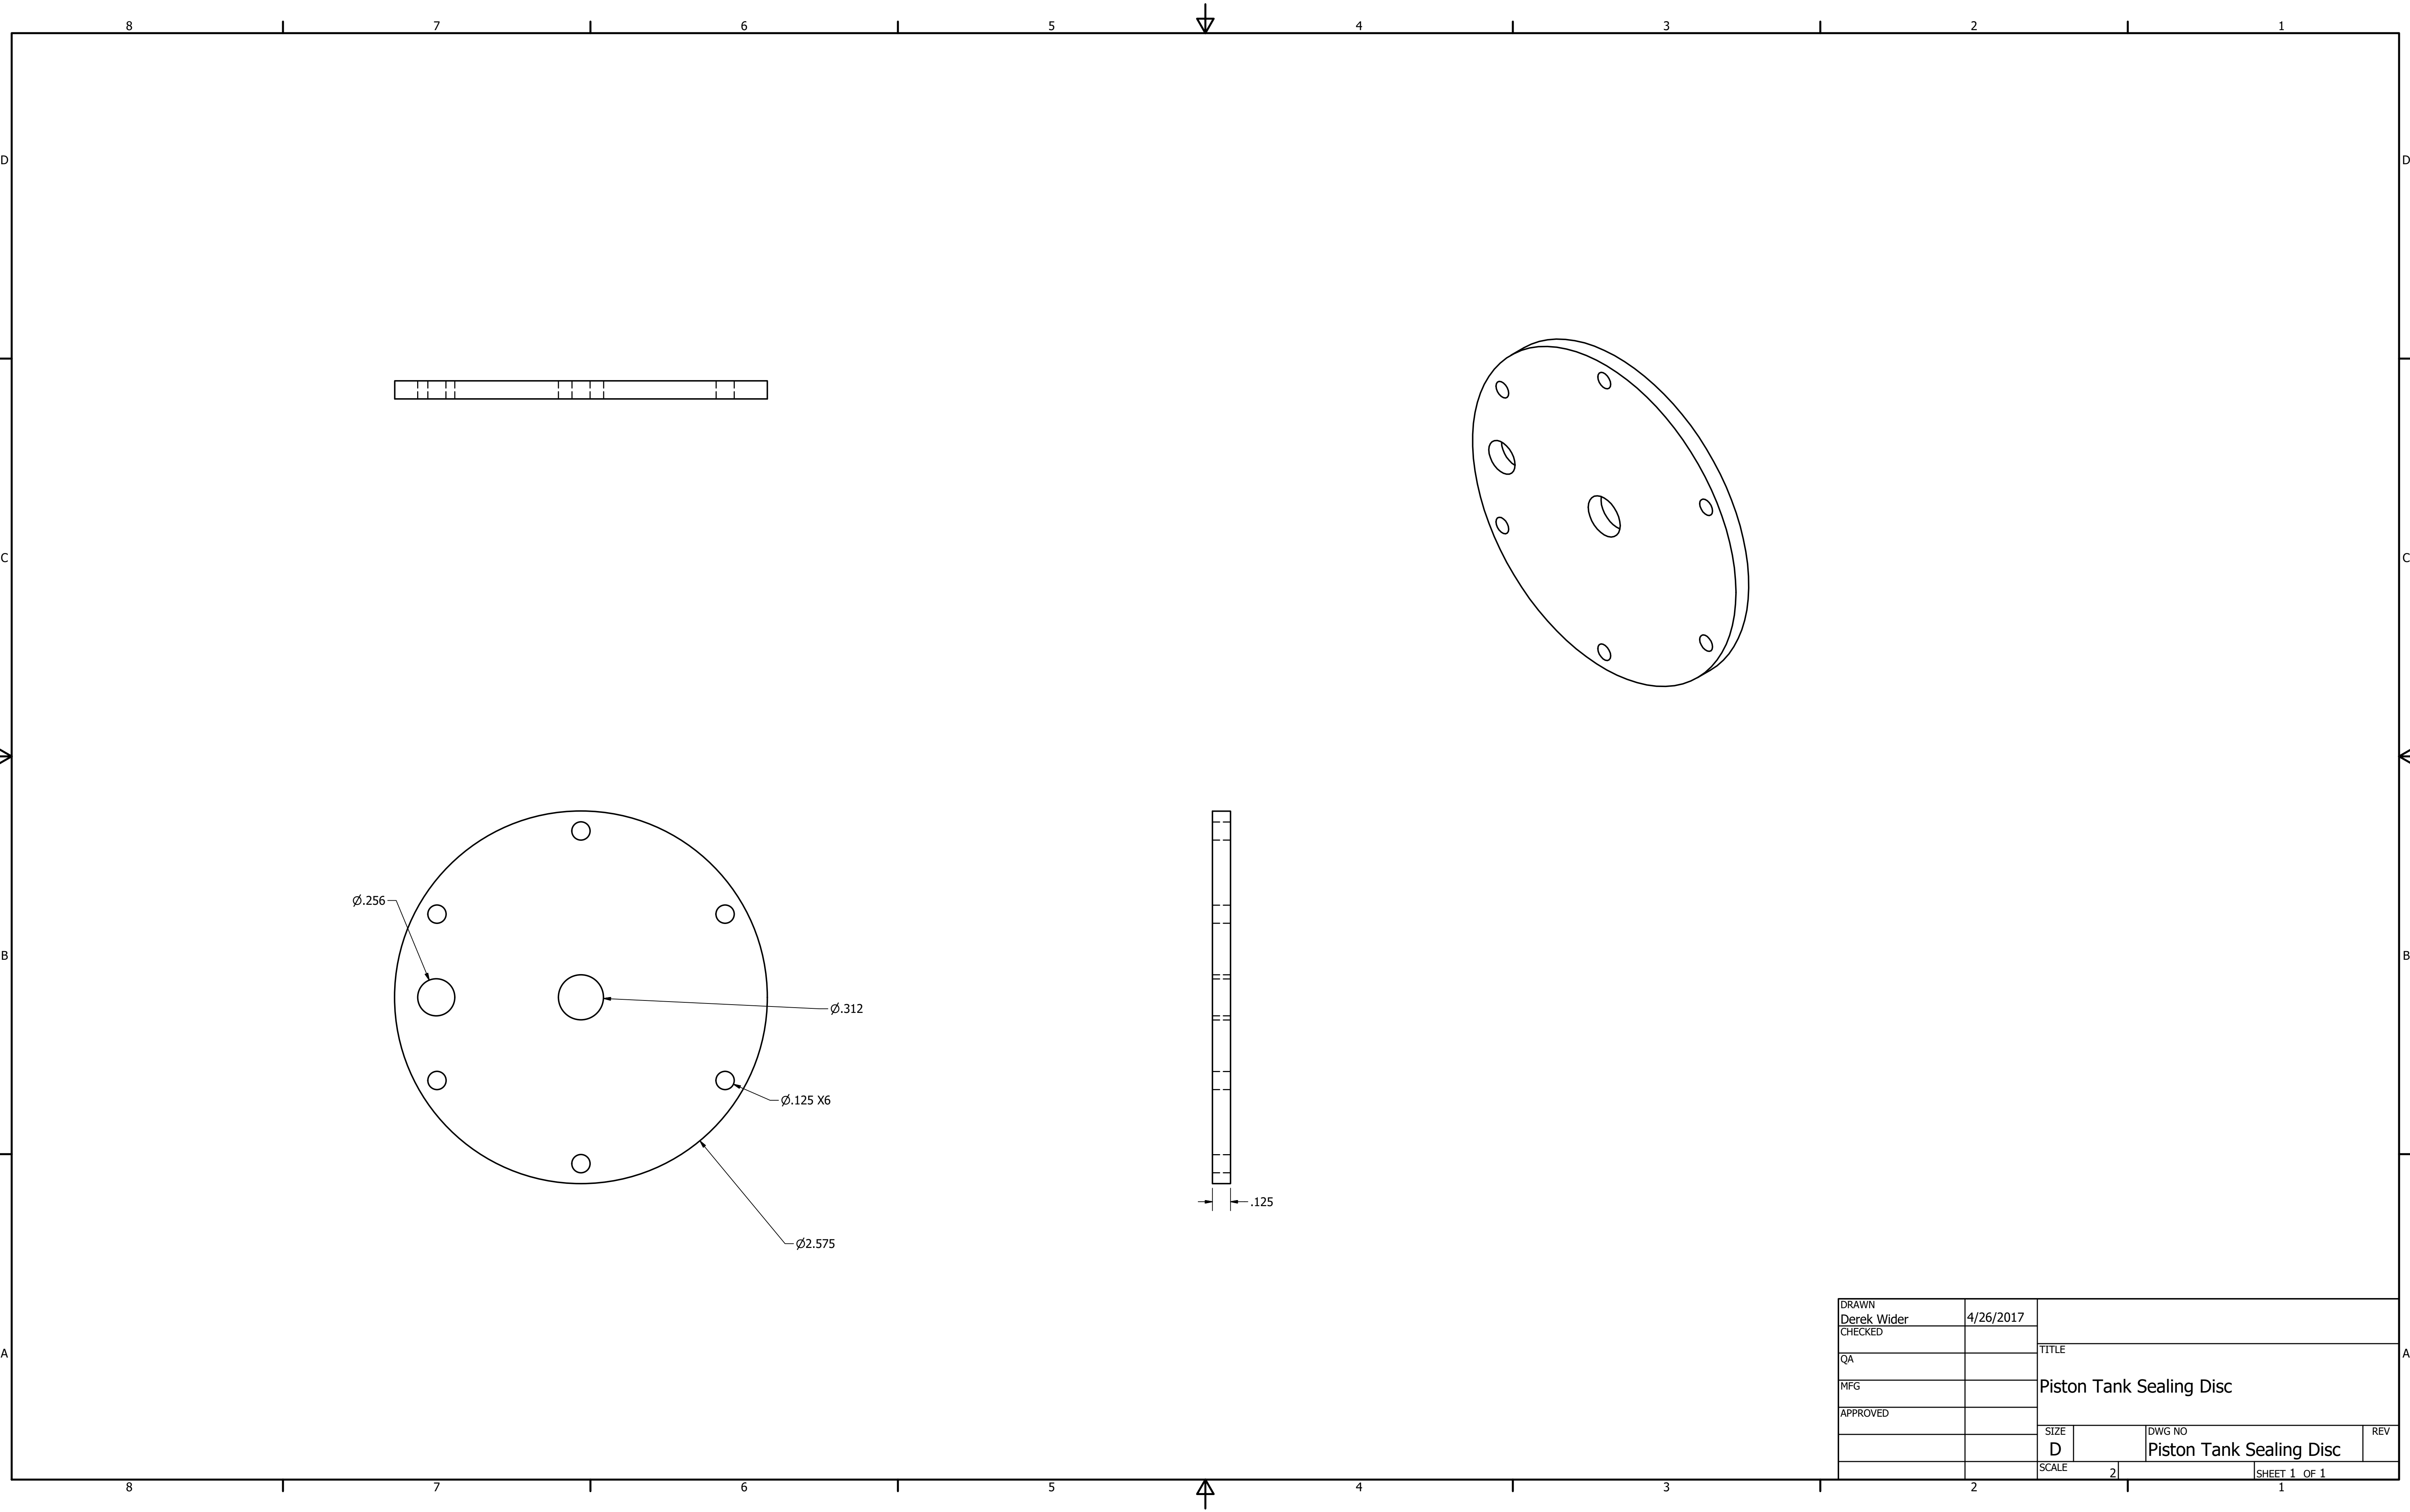 8 7 6 5 4 3 2 1
D D
C C
Ø.256
B B
Ø.312
Ø.125 X6
.125
Ø2.575
DRAWN
Derek Wider 4/26/2017
CHECKED
A A
TITLE
QA
MFG
Piston Tank Sealing Disc
APPROVED
SIZE DWG NO REV
D Piston Tank Sealing Disc
SCALE 2 SHEET 1 OF 1
8 7 6 5 4 3 2 1